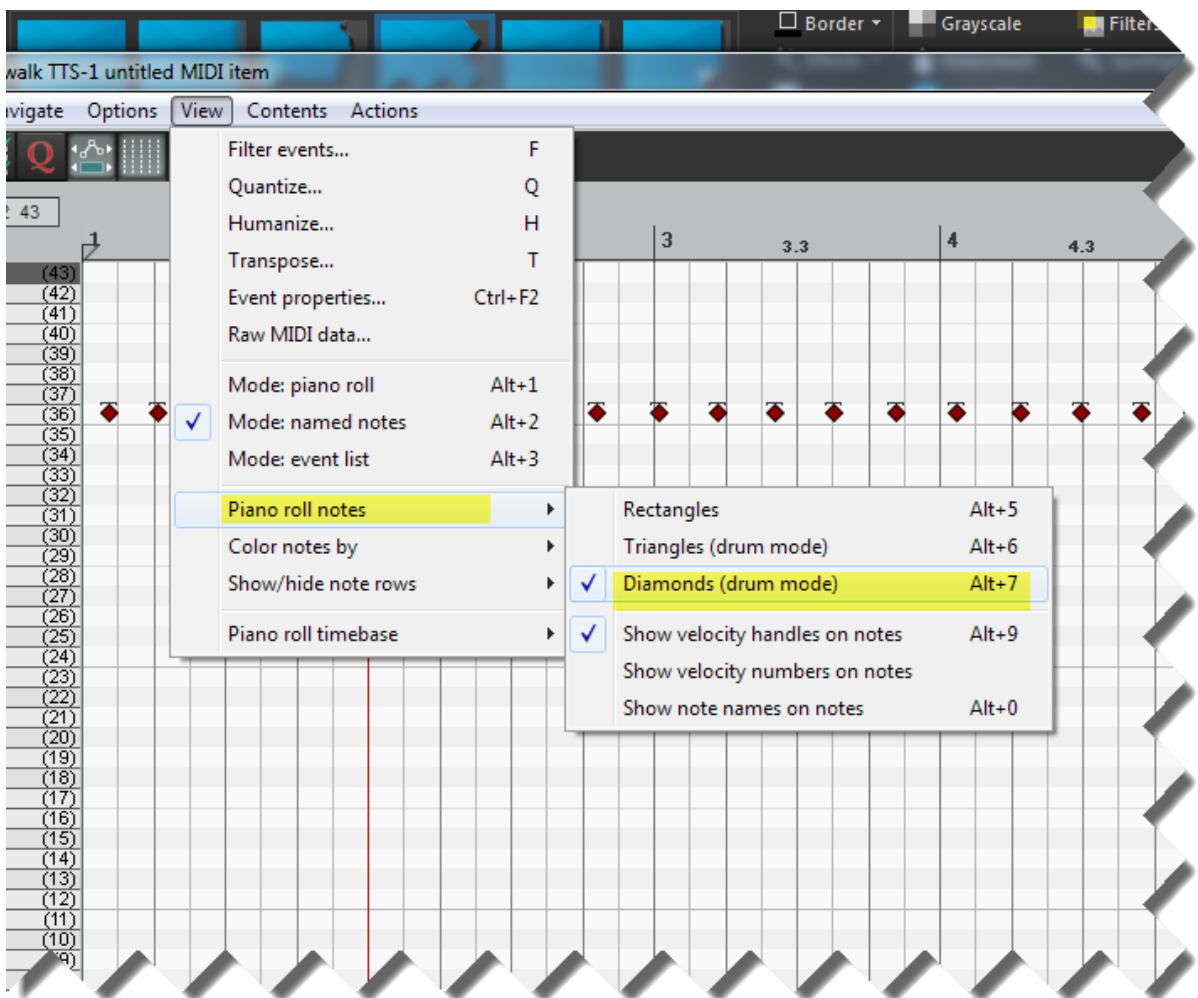 Border
Grayscale
Filters
walk TTS-1 untitled MIDI item
avigate Options View Contents Actions
Q
2 43
1
3
3.3
4
4.3
Filter events... F
Quantize... Q
Humanize... H
Transpose... T
Event properties... Ctrl+F2
Raw MIDI data...
Mode: piano roll Alt+1
Mode: named notes Alt+2
Mode: event list Alt+3
Piano roll notes
Color notes by
Show/hide note rows
Piano roll timebase
Rectangles Alt+5
Triangles (drum mode) Alt+6
Diamonds (drum mode) Alt+7
Show velocity handles on notes Alt+9
Show velocity numbers on notes
Show note names on notes Alt+0
(43)
(42)
(41)
(40)
(39)
(38)
(37)
(36)
(35)
(34)
(33)
(32)
(31)
(30)
(29)
(28)
(27)
(26)
(25)
(24)
(23)
(22)
(21)
(20)
(19)
(18)
(17)
(16)
(15)
(14)
(13)
(12)
(11)
(10)
9)